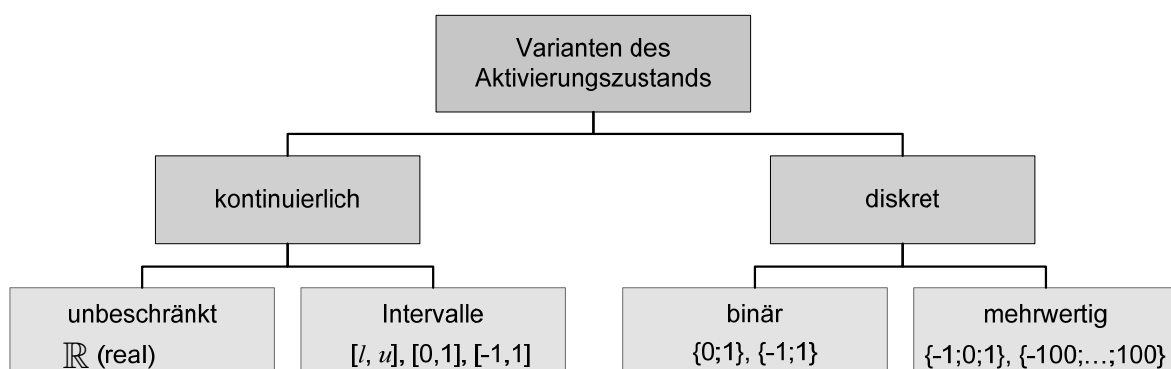 Varianten des
Aktivierungszustands
kontinuierlich
diskret
unbeschränkt
ℝ (real)
Intervalle
[l, u], [0,1], [-1,1]
binär
{0;1}, {-1;1}
mehrwertig
{-1;0;1}, {-100;…;100}